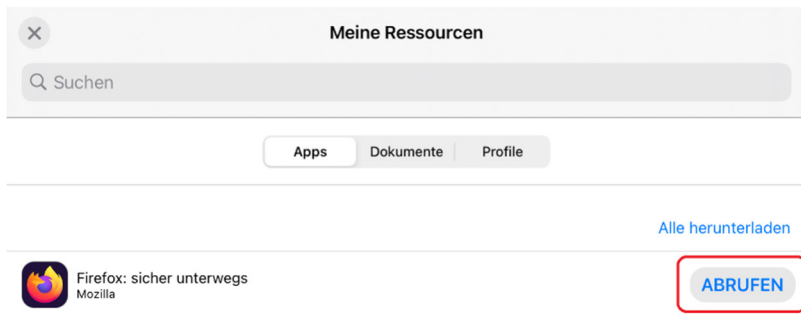 Meine Ressourcen
Suchen
Apps Dokumente Profile
Alle herunterladen
Firefox: sicher unterwegs
Mozilla
ABRUFEN